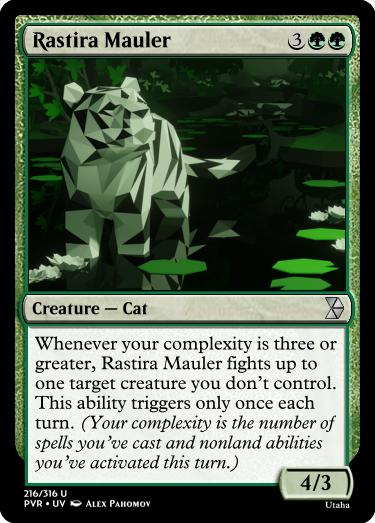 Rastira Mauler 3
Creature — Cat
Whenever your complexity is three or
greater, Rastira Mauler fights up to
one target creature you don't control.
This ability triggers only once each
turn. (Your complexity is the number of
spells you've cast and nonland abilities
you've activated this turn.)
4/3
216/316 U
PVR • UV Alex Pahomov
Utaha